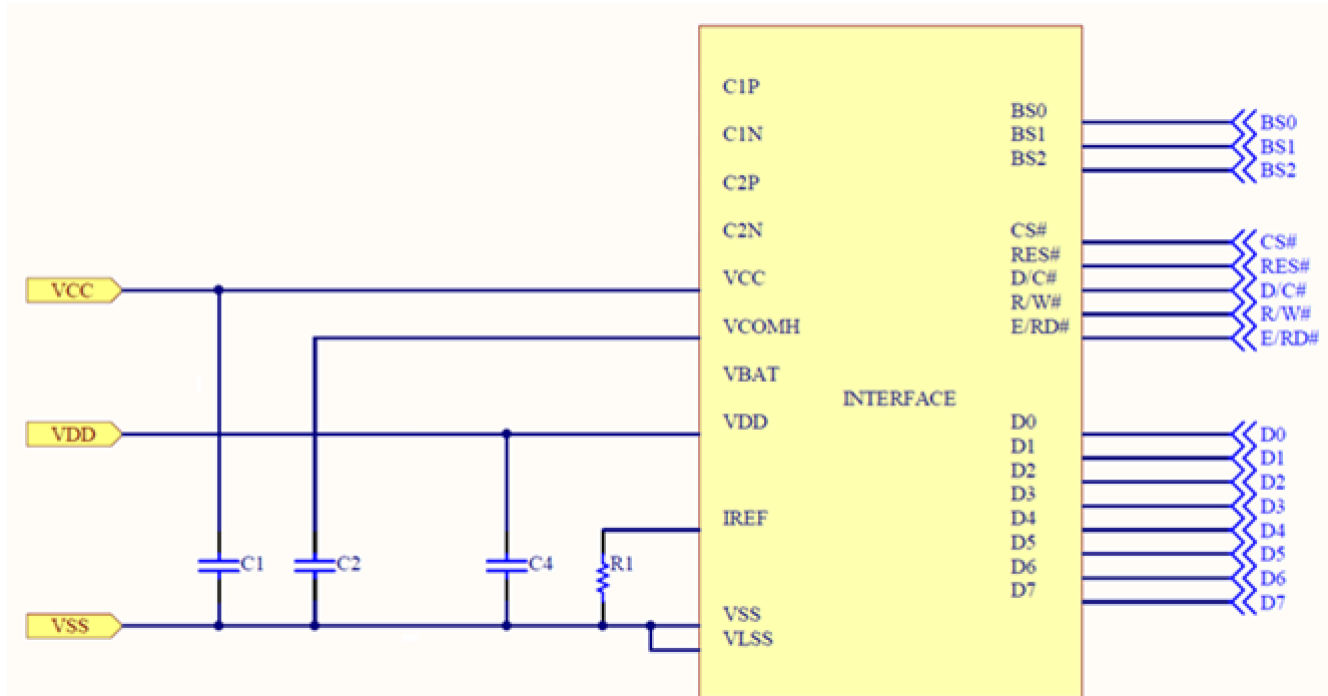 C1P
BS0 BS0
C1N BS1 BS1
BS2 BS2
C2P
C2N CS# CS#
RES# RES#
VCC VCC D/C# D/C#
R/W# R/W#
VCOMH E/RD# E/RD#
VBAT
INTERFACE
VDD VDD D0 D0
D1 D1
D2 D2
D3 D3
IREF D4 D4
D5 D5
C1 C2 C4 R1 D6 D6
D7 D7
VSS VSS
VLSS